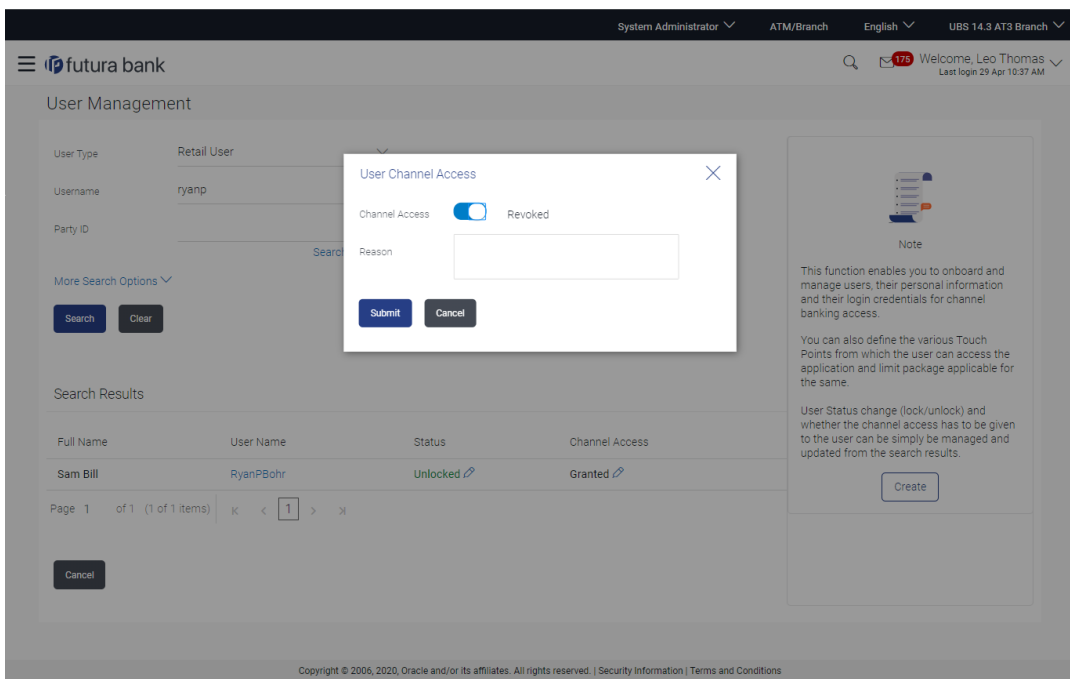 System Administrator ATM/Branch English UBS 14.3 AT3 Branch
futura bank
175 Welcome, Leo Thomas
Last login 29 Apr 10:37 AM
User Management
User Type Retail User
Username ryanp
Party ID
Search
More Search Options
Search Clear
User Channel Access
Channel Access Revoked
Reason
Submit Cancel
Note
This function enables you to onboard and
manage users, their personal information
and their login credentials for channel
banking access.
You can also define the various Touch
Points from which the user can access the
application and limit package applicable for
the same.
User Status change (lock/unlock) and
whether the channel access has to be given
to the user can be simply be managed and
updated from the search results.
Create
Search Results
Full Name User Name Status Channel Access
Sam Bill RyanPBohr Unlocked Granted
Page 1 of 1 (1 of 1 items) 1
Cancel
Copyright © 2006, 2020, Oracle and/or its affiliates. All rights reserved. | Security Information | Terms and Conditions